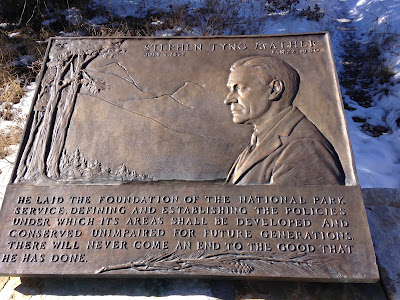 STEPHEN TYNG MATHER
HE LAID THE FOUNDATION OF THE NATIONAL PARK
SERVICE, DEFINING AND ESTABLISHING THE POLICIES
UNDER WHICH ITS AREAS SHALL BE DEVELOPED AND
CONSERVED UNIMPAIRED FOR FUTURE GENERATIONS.
THERE WILL NEVER COME AN END TO THE GOOD THAT
HE HAS DONE.